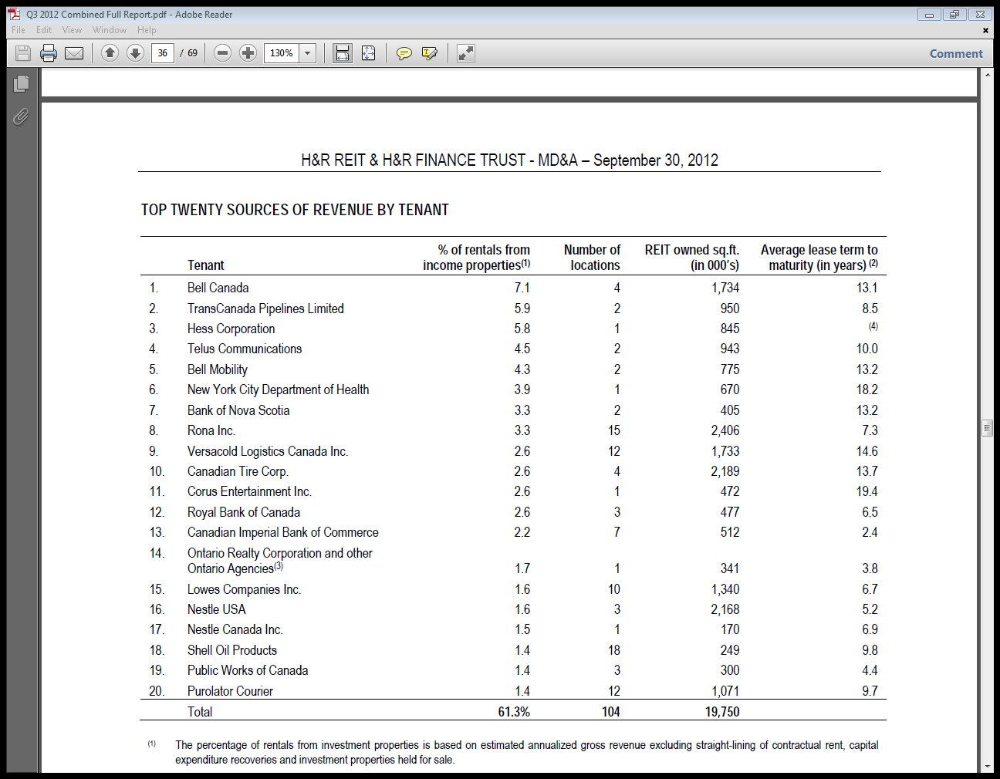 Q3 2012 Combined Full Report.pdf - Adobe Reader
File Edit View Window Help
36 / 69 130% Comment
H&R REIT & H&R FINANCE TRUST - MD&A – September 30, 2012
TOP TWENTY SOURCES OF REVENUE BY TENANT
% of rentals from Number of REIT owned sq.ft. Average lease term to
Tenant income properties(1) locations (in 000's) maturity (in years) (2)
1. Bell Canada 7.1 4 1,734 13.1
2. TransCanada Pipelines Limited 5.9 2 950 8.5
3. Hess Corporation 5.8 1 845 (4)
4. Telus Communications 4.5 2 943 10.0
5. Bell Mobility 4.3 2 775 13.2
6. New York City Department of Health 3.9 1 670 18.2
7. Bank of Nova Scotia 3.3 2 405 13.2
8. Rona Inc. 3.3 15 2,406 7.3
9. Versacold Logistics Canada Inc. 2.6 12 1,733 14.6
10. Canadian Tire Corp. 2.6 4 2,189 13.7
11. Corus Entertainment Inc. 2.6 1 472 19.4
12. Royal Bank of Canada 2.6 3 477 6.5
13. Canadian Imperial Bank of Commerce 2.2 7 512 2.4
14. Ontario Realty Corporation and other
Ontario Agencies(3) 1.7 1 341 3.8
15. Lowes Companies Inc. 1.6 10 1,340 6.7
16. Nestle USA 1.6 3 2,168 5.2
17. Nestle Canada Inc. 1.5 1 170 6.9
18. Shell Oil Products 1.4 18 249 9.8
19. Public Works of Canada 1.4 3 300 4.4
20. Purolator Courier 1.4 12 1,071 9.7
Total 61.3% 104 19,750
(1) The percentage of rentals from investment properties is based on estimated annualized gross revenue excluding straight-lining of contractual rent, capital
expenditure recoveries and investment properties held for sale.